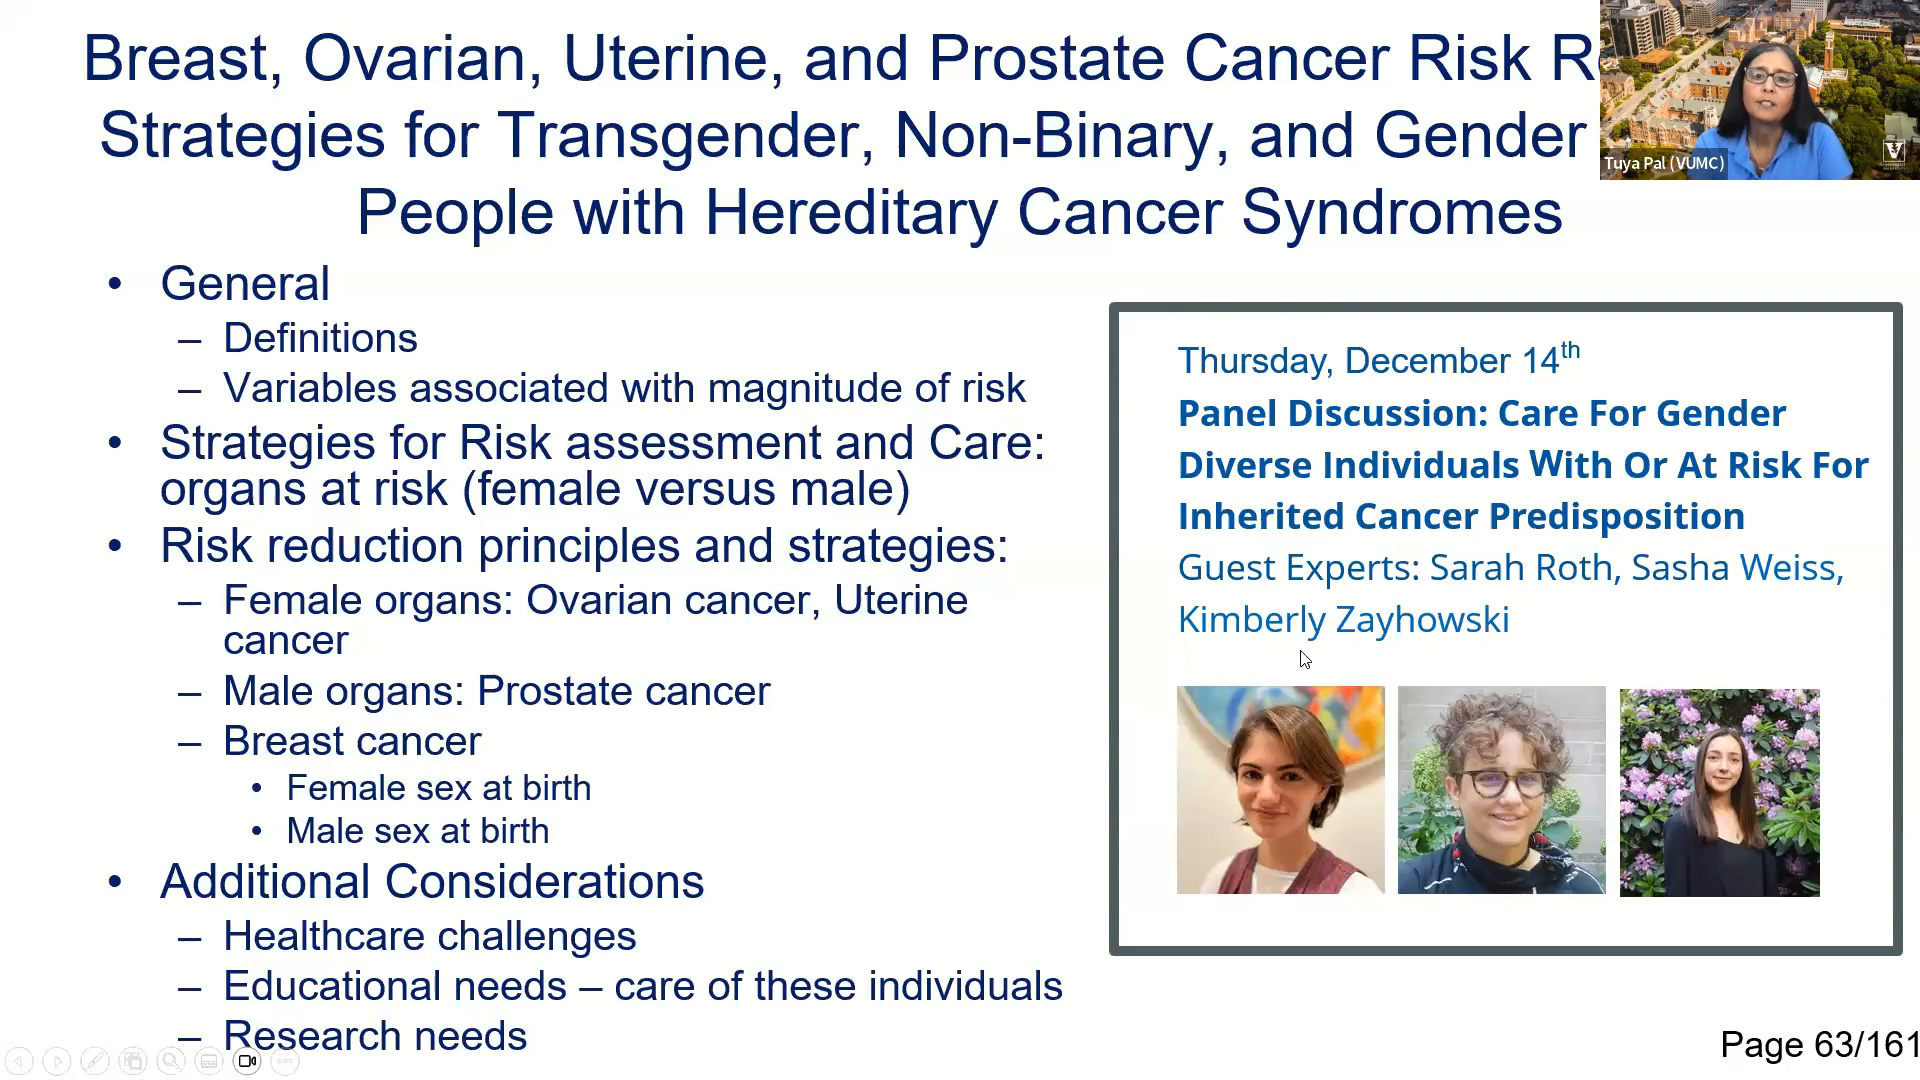 Breast, Ovarian, Uterine, and Prostate Cancer Risk R
Strategies for Transgender, Non-Binary, and Gender
People with Hereditary Cancer Syndromes
Tuya Pal (VUMC)
• General
– Definitions
– Variables associated with magnitude of risk
• Strategies for Risk assessment and Care:
organs at risk (female versus male)
• Risk reduction principles and strategies:
– Female organs: Ovarian cancer, Uterine
cancer
– Male organs: Prostate cancer
– Breast cancer
• Female sex at birth
• Male sex at birth
• Additional Considerations
– Healthcare challenges
– Educational needs – care of these individuals
– Research needs
Thursday, December 14th
Panel Discussion: Care For Gender
Diverse Individuals With Or At Risk For
Inherited Cancer Predisposition
Guest Experts: Sarah Roth, Sasha Weiss,
Kimberly Zayhowski
Page 63/161